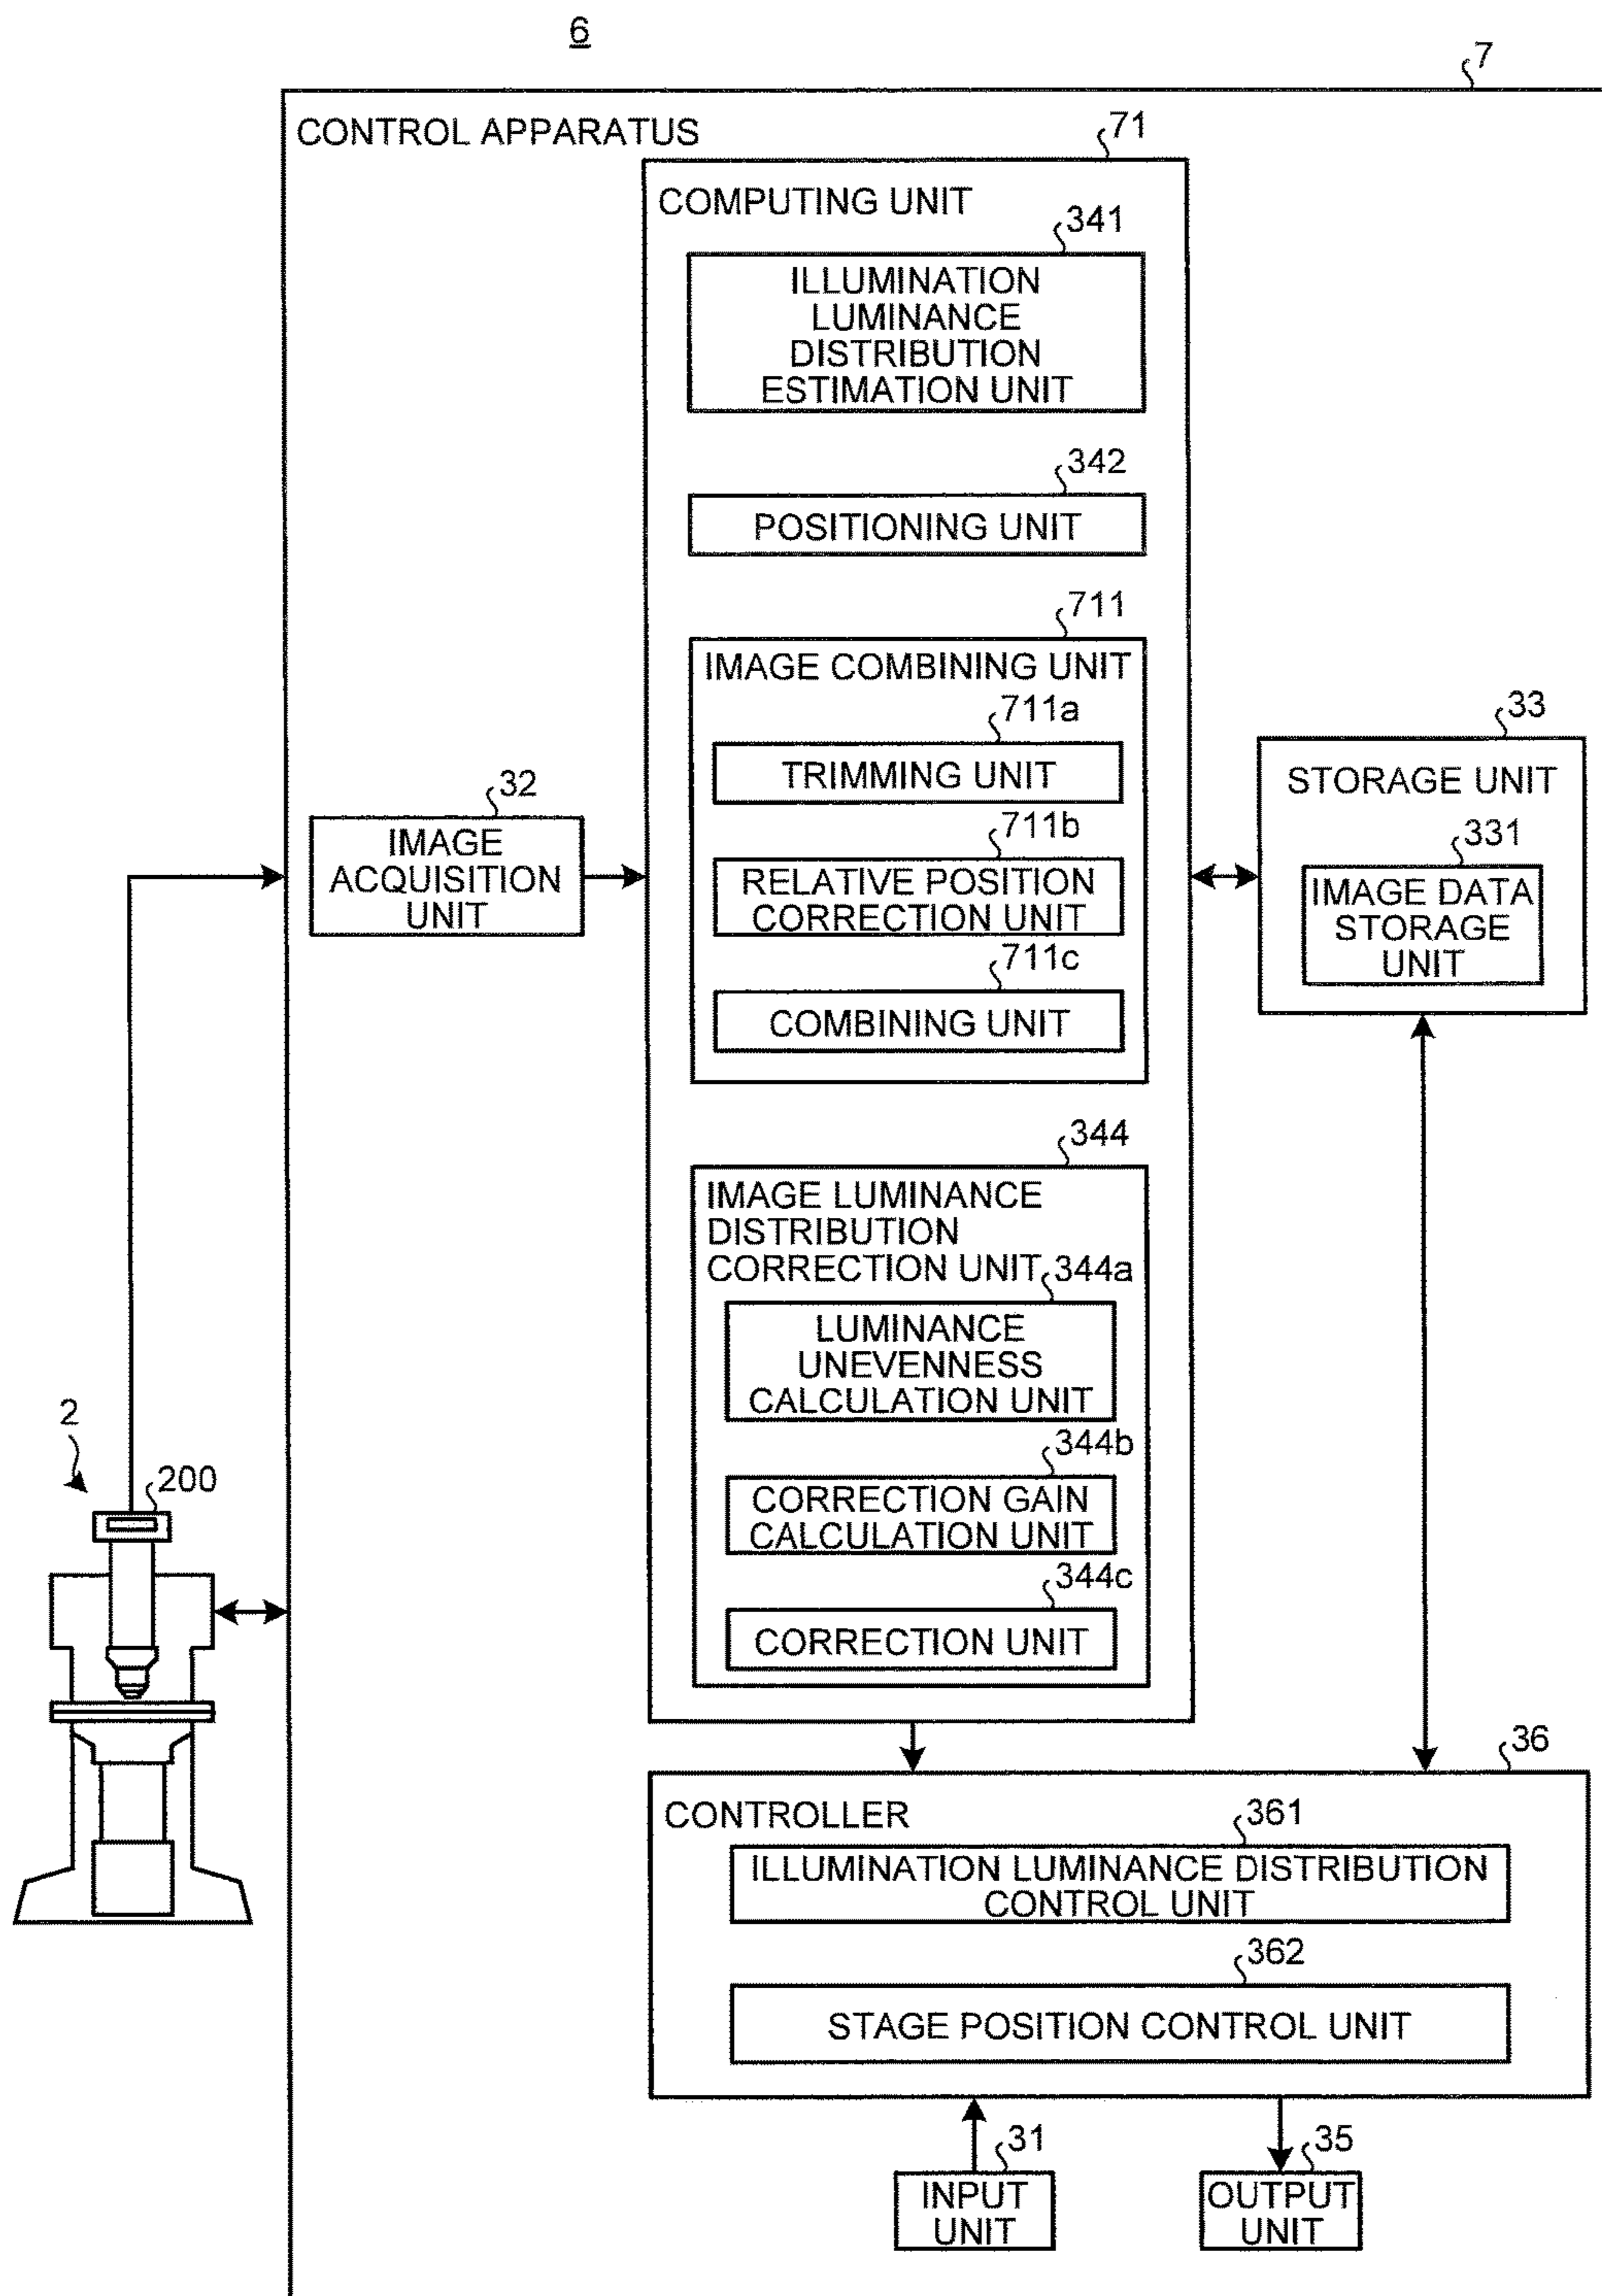 6
7
CONTROL APPARATUS
71
COMPUTING UNIT
341
ILLUMINATION
LUMINANCE
DISTRIBUTION
ESTIMATION UNIT
342
POSITIONING UNIT
711
IMAGE COMBINING UNIT
711a
TRIMMING UNIT
711b
RELATIVE POSITION
CORRECTION UNIT
711c
COMBINING UNIT
32
IMAGE
ACQUISITION
UNIT
33
STORAGE UNIT
331
IMAGE DATA
STORAGE
UNIT
344
IMAGE LUMINANCE
DISTRIBUTION
CORRECTION UNIT
344a
LUMINANCE
UNEVENNESS
CALCULATION UNIT
344b
CORRECTION GAIN
CALCULATION UNIT
344c
CORRECTION UNIT
2
200
36
CONTROLLER
361
ILLUMINATION LUMINANCE DISTRIBUTION
CONTROL UNIT
362
STAGE POSITION CONTROL UNIT
31
INPUT
UNIT
35
OUTPUT
UNIT